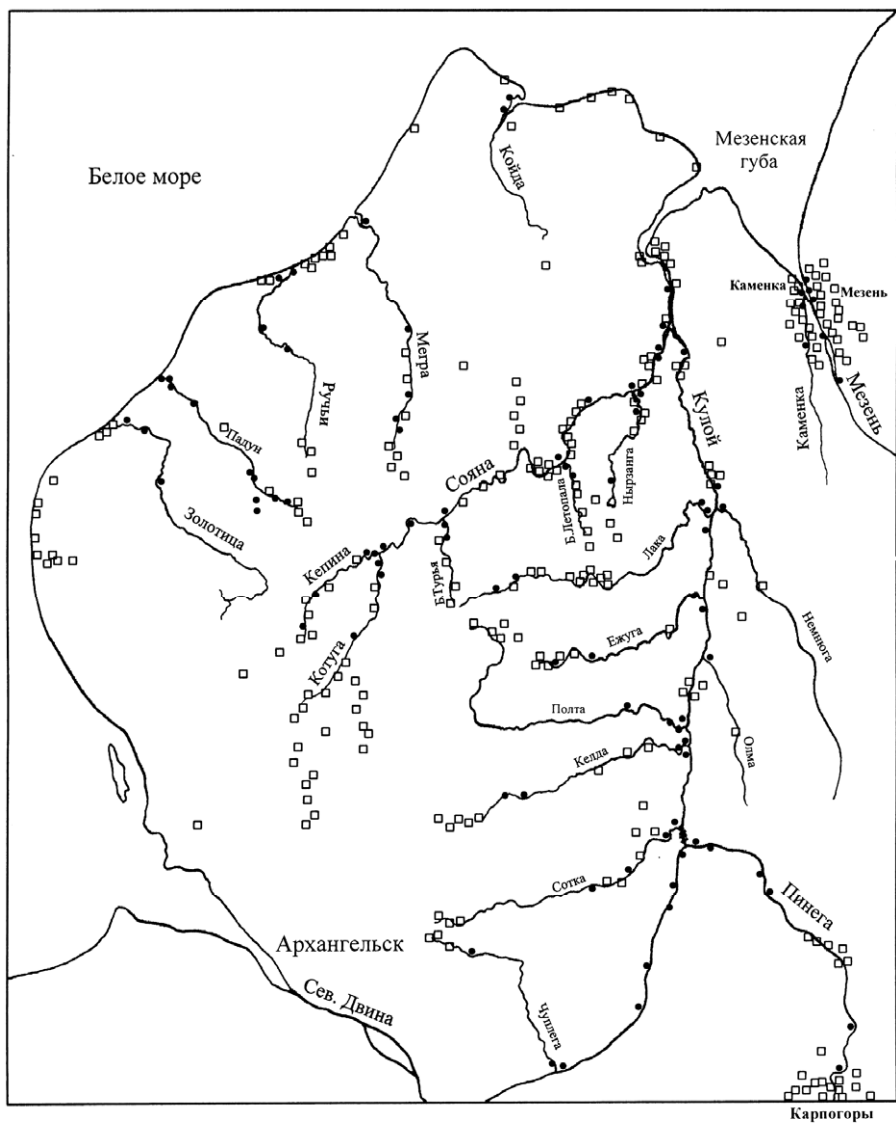 Белое море
Мезенская
губа
Койда
Каменка
Мезень
Мезень
Каменка
Мегра
Ручьи
Кулой
Падун
Сояна
Нырзанга
Б.Летопала
Золотица
Лака
Кепина
Б.Турья
Немнюга
Ежуга
Котуга
Полта
Олма
Келда
Сотка
Пинега
Архангельск
Сев. Двина
Чуплега
Карпогоры